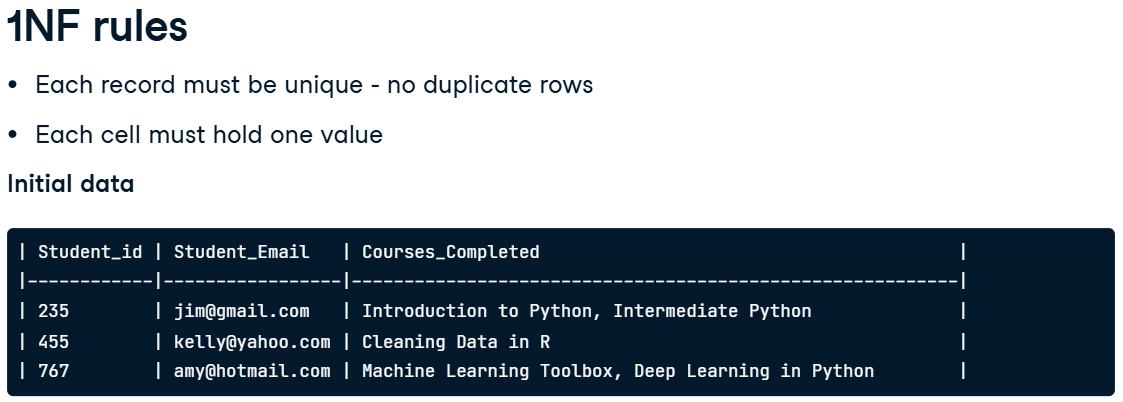 1NF rules
• Each record must be unique - no duplicate rows
• Each cell must hold one value
Initial data
| Student_id | Student_Email   | Courses_Completed                                        |
|------------|-----------------|----------------------------------------------------------|
| 235        | jim@gmail.com   | Introduction to Python, Intermediate Python              |
| 455        | kelly@yahoo.com | Cleaning Data in R                                       |
| 767        | amy@hotmail.com | Machine Learning Toolbox, Deep Learning in Python        |